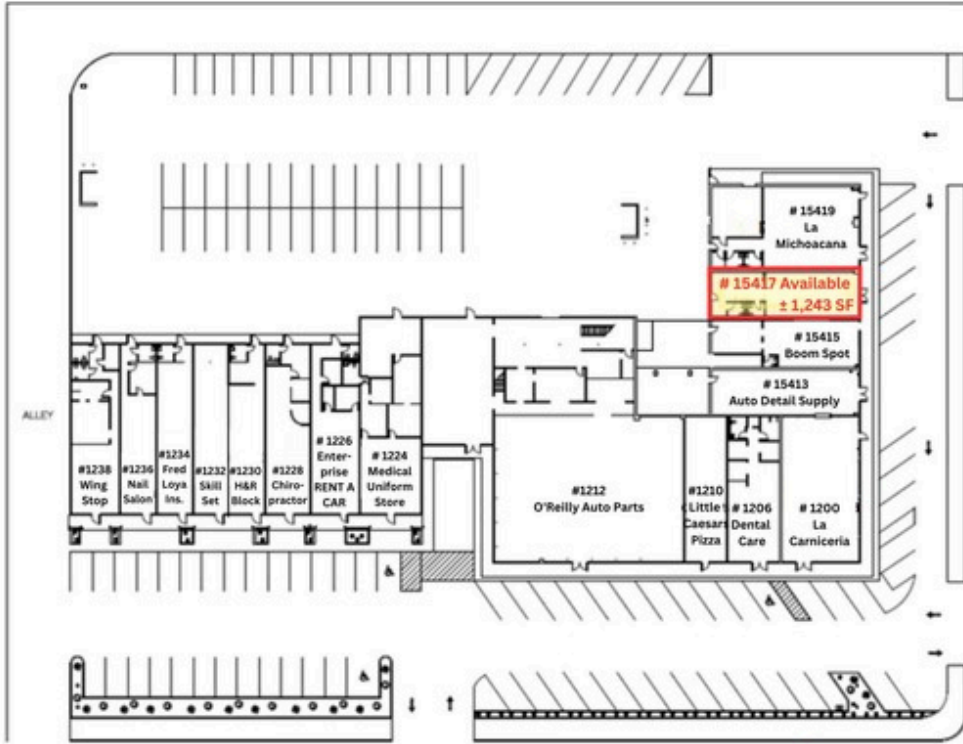 # 15419
La
Michoacana
# 15417 Available
± 1,243 SF
# 15415
Boom Spot
# 15413
Auto Detail Supply
ALLEY
#1238
Wing
Stop
#1236
Nail
Salon
#1234
Fred
Loya
Ins.
#1232
Skill
Set
#1230
H&R
Block
#1228
Chiro-
practor
# 1226
Enter-
prise
RENT A
CAR
# 1224
Medical
Uniform
Store
#1212
O'Reilly Auto Parts
#1210
Little
Caesars
Pizza
# 1206
Dental
Care
# 1200
La
Carniceria